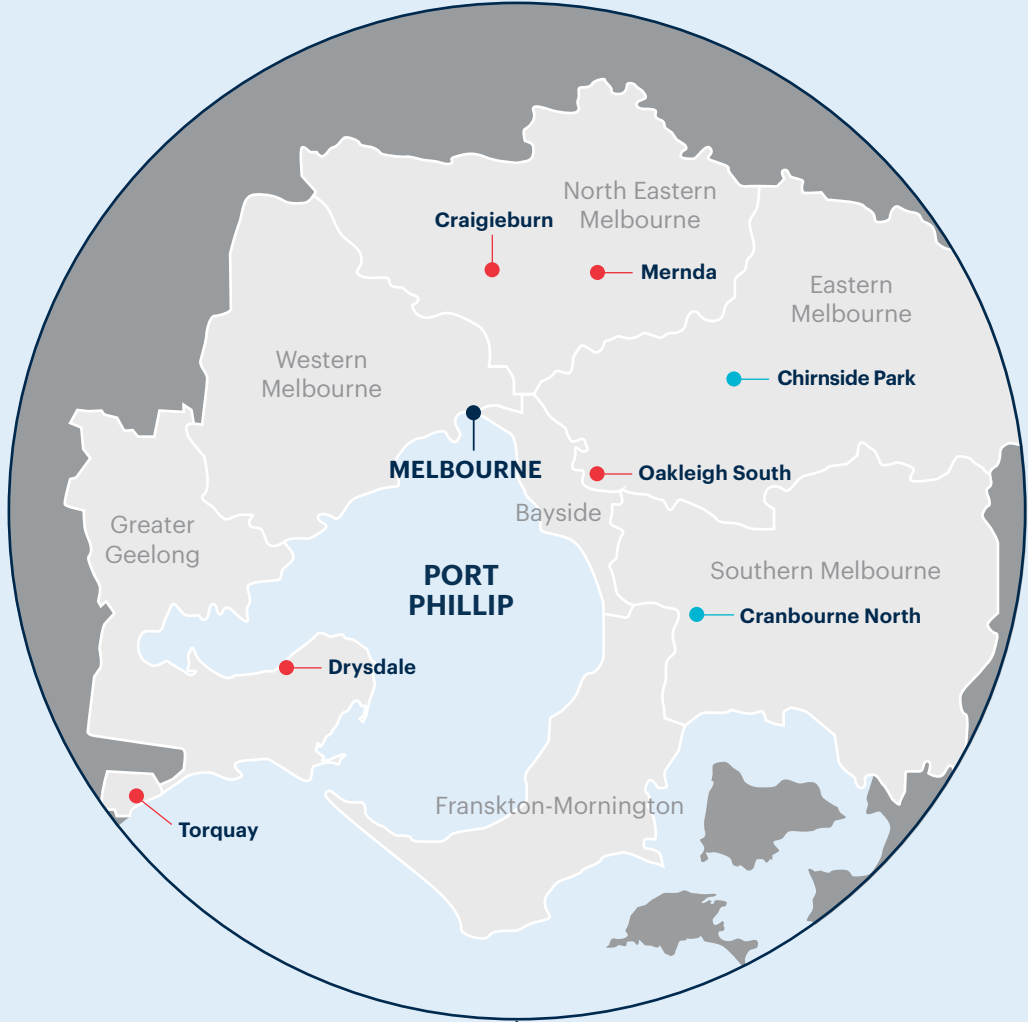 North Eastern
Melbourne
Craigieburn
Mernda
Eastern
Melbourne
Western
Melbourne
Chirnside Park
MELBOURNE
Oakleigh South
Bayside
Greater
Geelong
PORT
PHILLIP
Southern Melbourne
Cranbourne North
Drysdale
Franskton-Mornington
Torquay